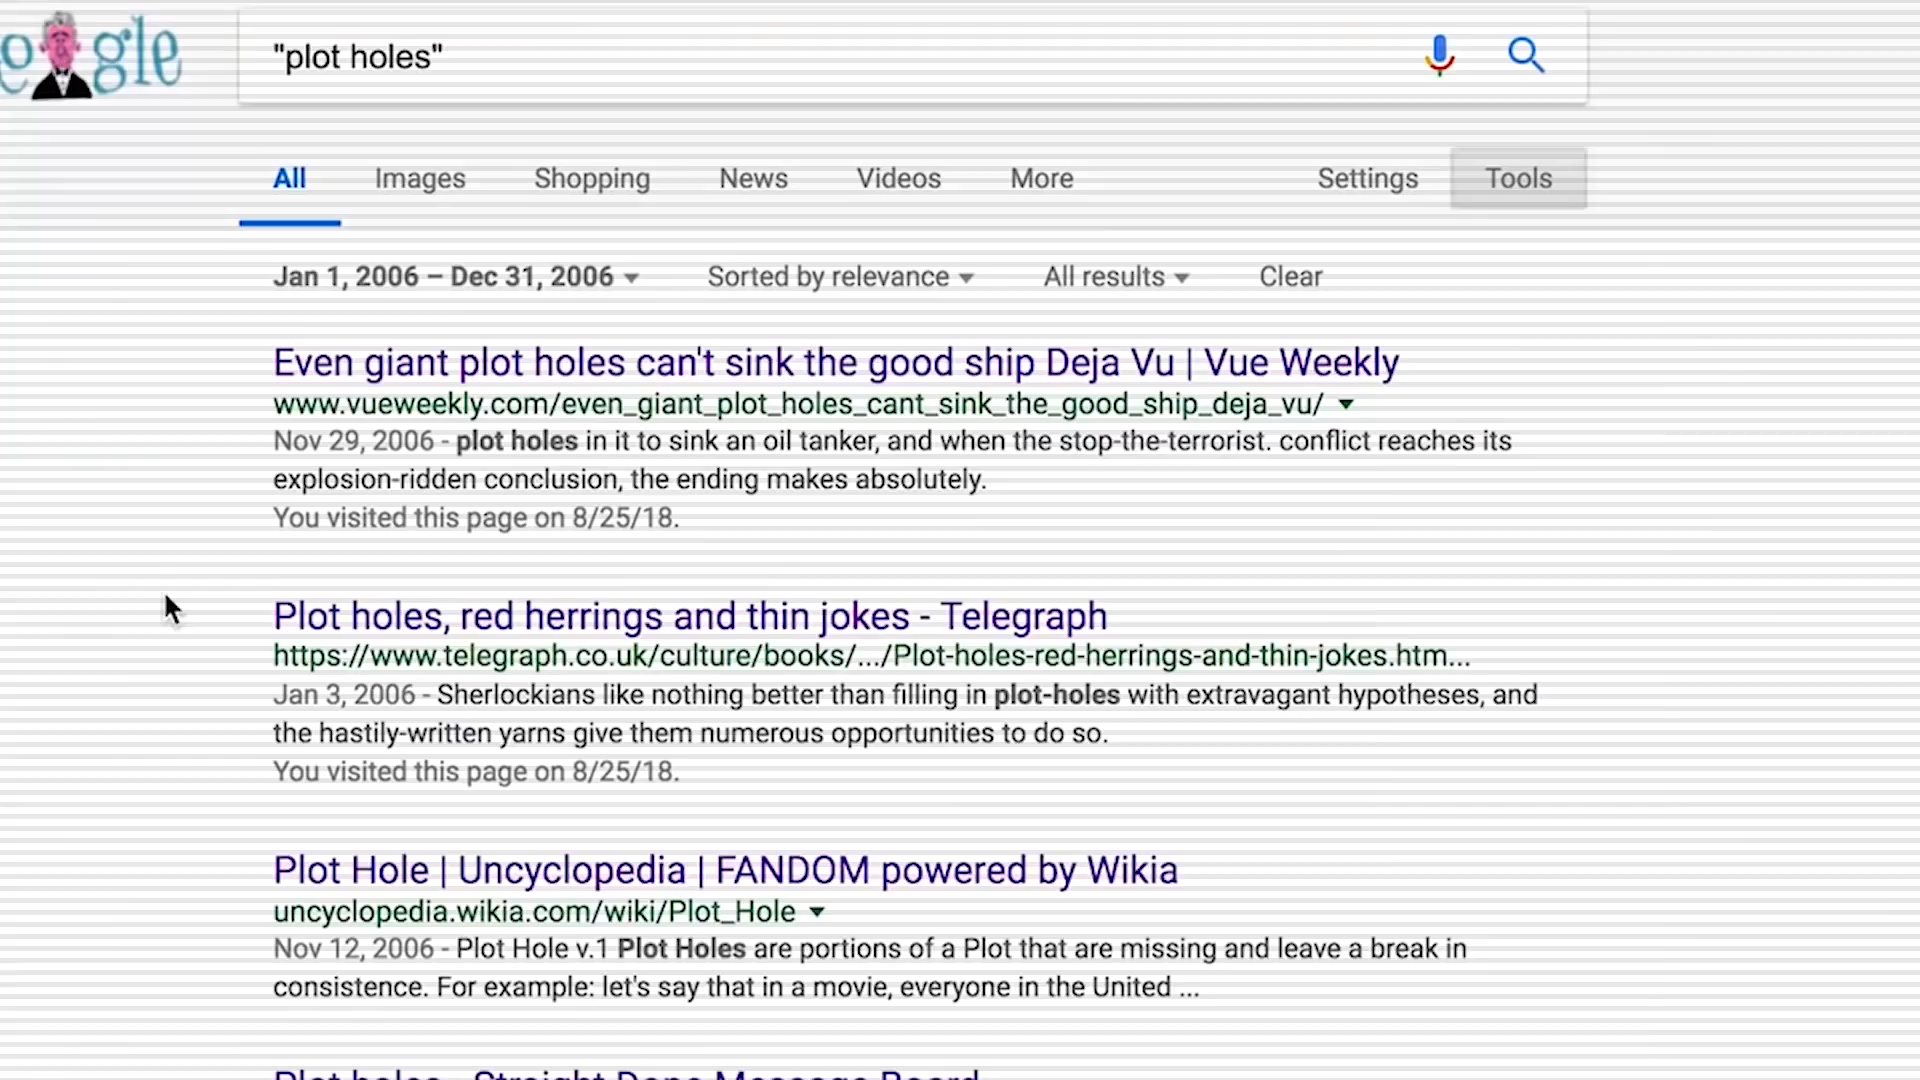 ogle
"plot holes"
All Images Shopping News Videos More Settings Tools
Jan 1, 2006 – Dec 31, 2006 Sorted by relevance All results Clear
Even giant plot holes can't sink the good ship Deja Vu | Vue Weekly
www.vueweekly.com/even_giant_plot_holes_cant_sink_the_good_ship_deja_vu/
Nov 29, 2006 - plot holes in it to sink an oil tanker, and when the stop-the-terrorist. conflict reaches its
explosion-ridden conclusion, the ending makes absolutely.
You visited this page on 8/25/18.
Plot holes, red herrings and thin jokes - Telegraph
https://www.telegraph.co.uk/culture/books/.../Plot-holes-red-herrings-and-thin-jokes.htm...
Jan 3, 2006 - Sherlockians like nothing better than filling in plot-holes with extravagant hypotheses, and
the hastily-written yarns give them numerous opportunities to do so.
You visited this page on 8/25/18.
Plot Hole | Uncyclopedia | FANDOM powered by Wikia
uncyclopedia.wikia.com/wiki/Plot_Hole
Nov 12, 2006 - Plot Hole v.1 Plot Holes are portions of a Plot that are missing and leave a break in
consistence. For example: let's say that in a movie, everyone in the United ...
Plot holes - Straight Dope Message Board